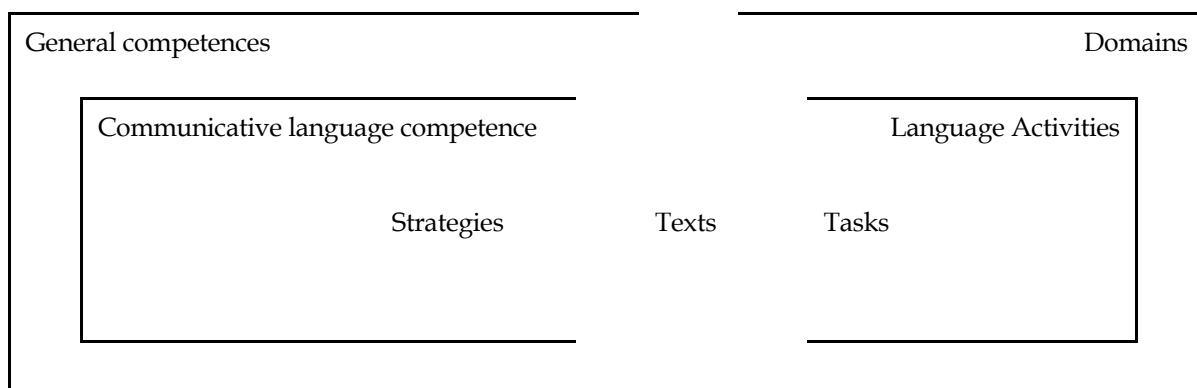 General competences Domains
Communicative language competence Language Activities
Strategies Texts Tasks